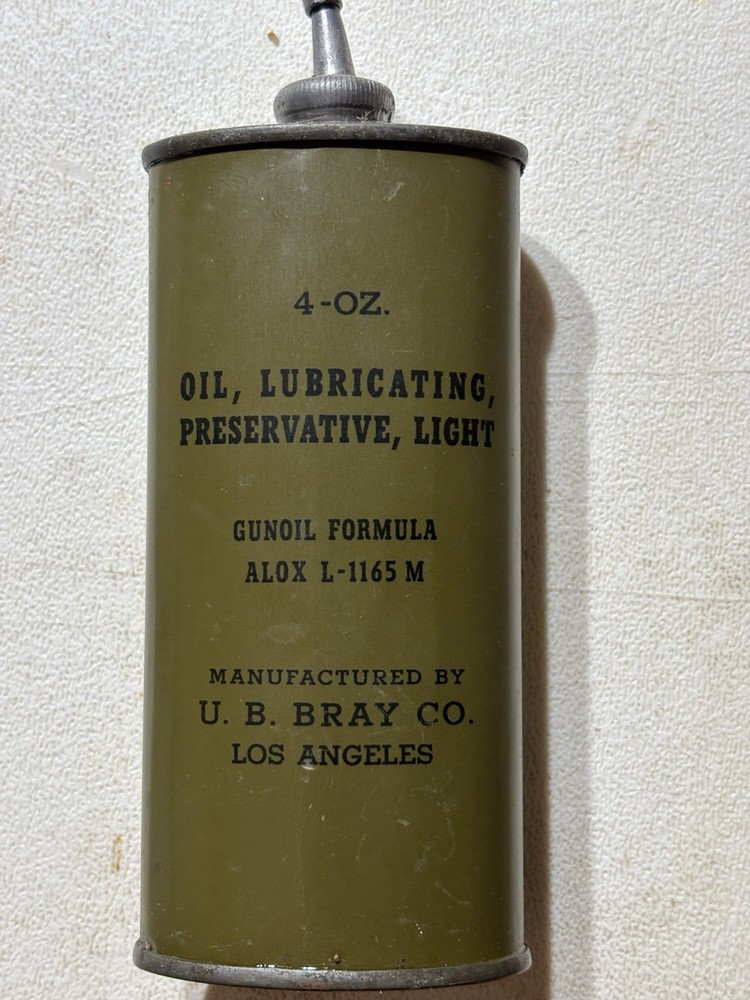 4-OZ.
OIL, LUBRICATING,
PRESERVATIVE, LIGHT
GUNOIL FORMULA
ALOX L-1165 M
MANUFACTURED BY
U. B. BRAY CO.
LOS ANGELES